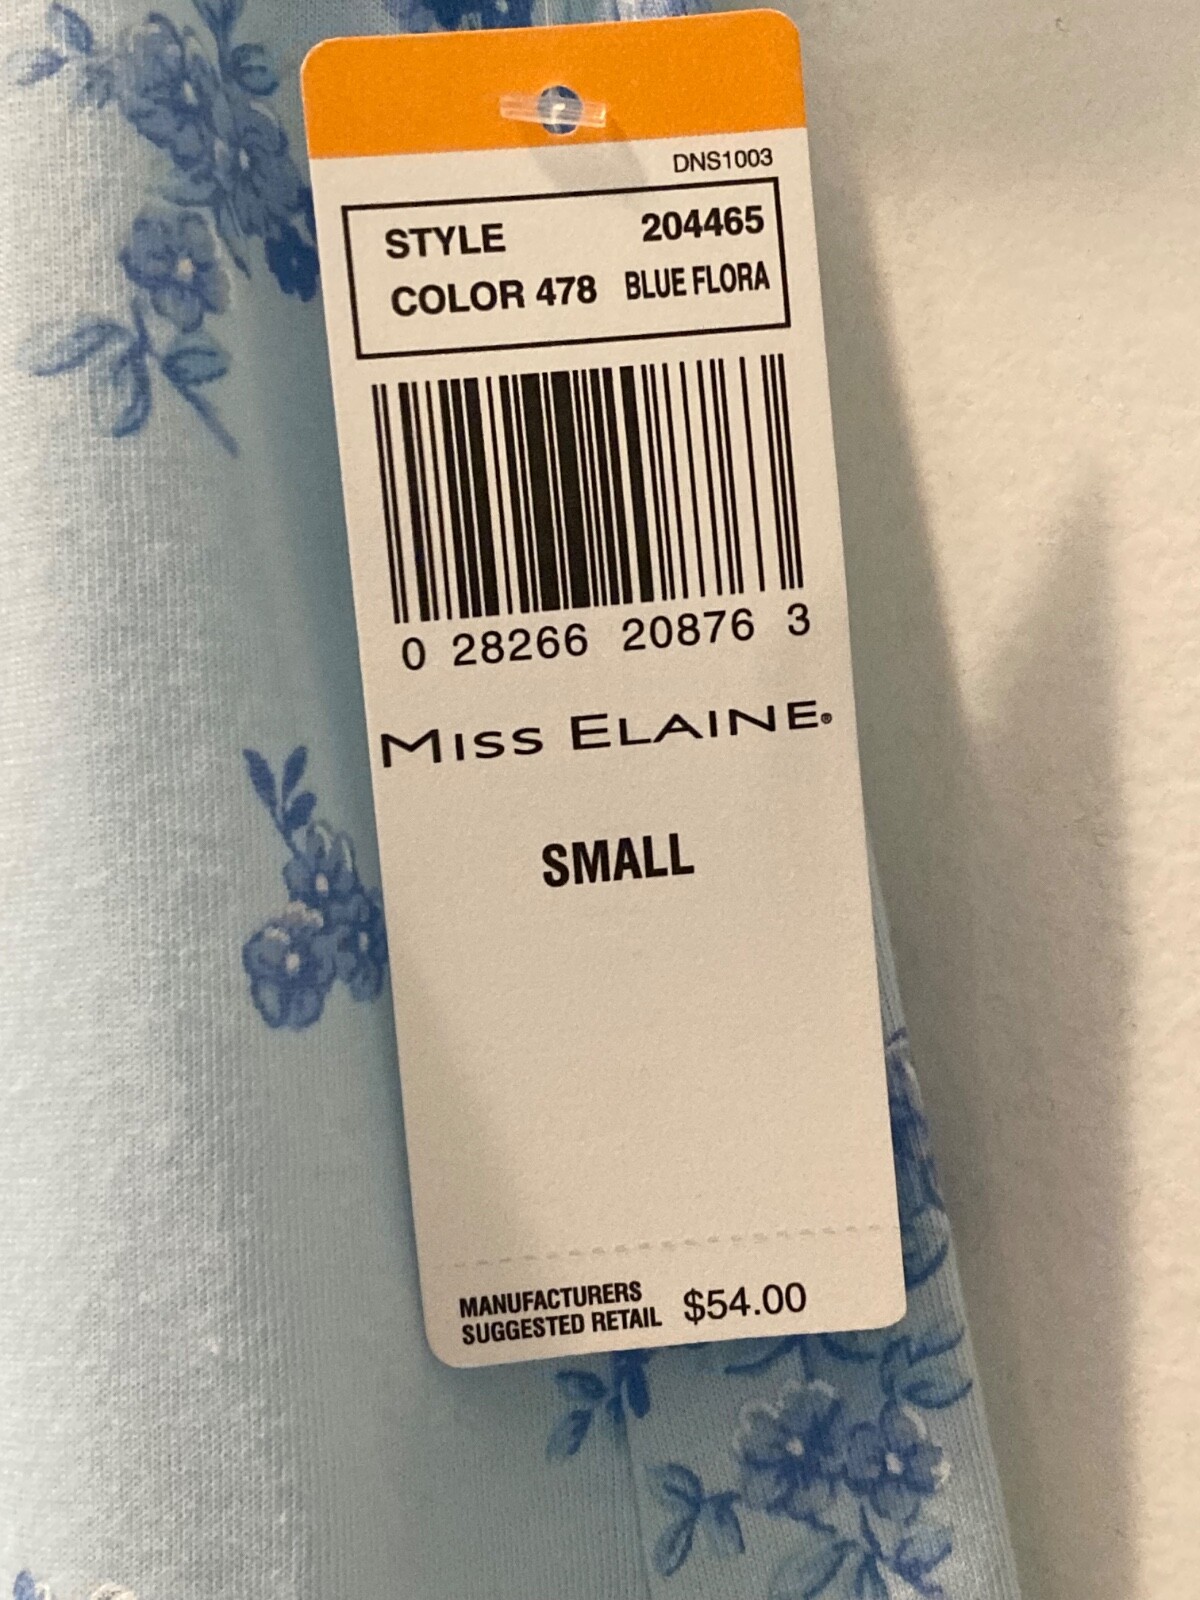 DNS1003
STYLE 204465
COLOR 478 BLUE FLORA
0 28266 20876 3
MISS ELAINE®
SMALL
MANUFACTURERS
SUGGESTED RETAIL $54.00